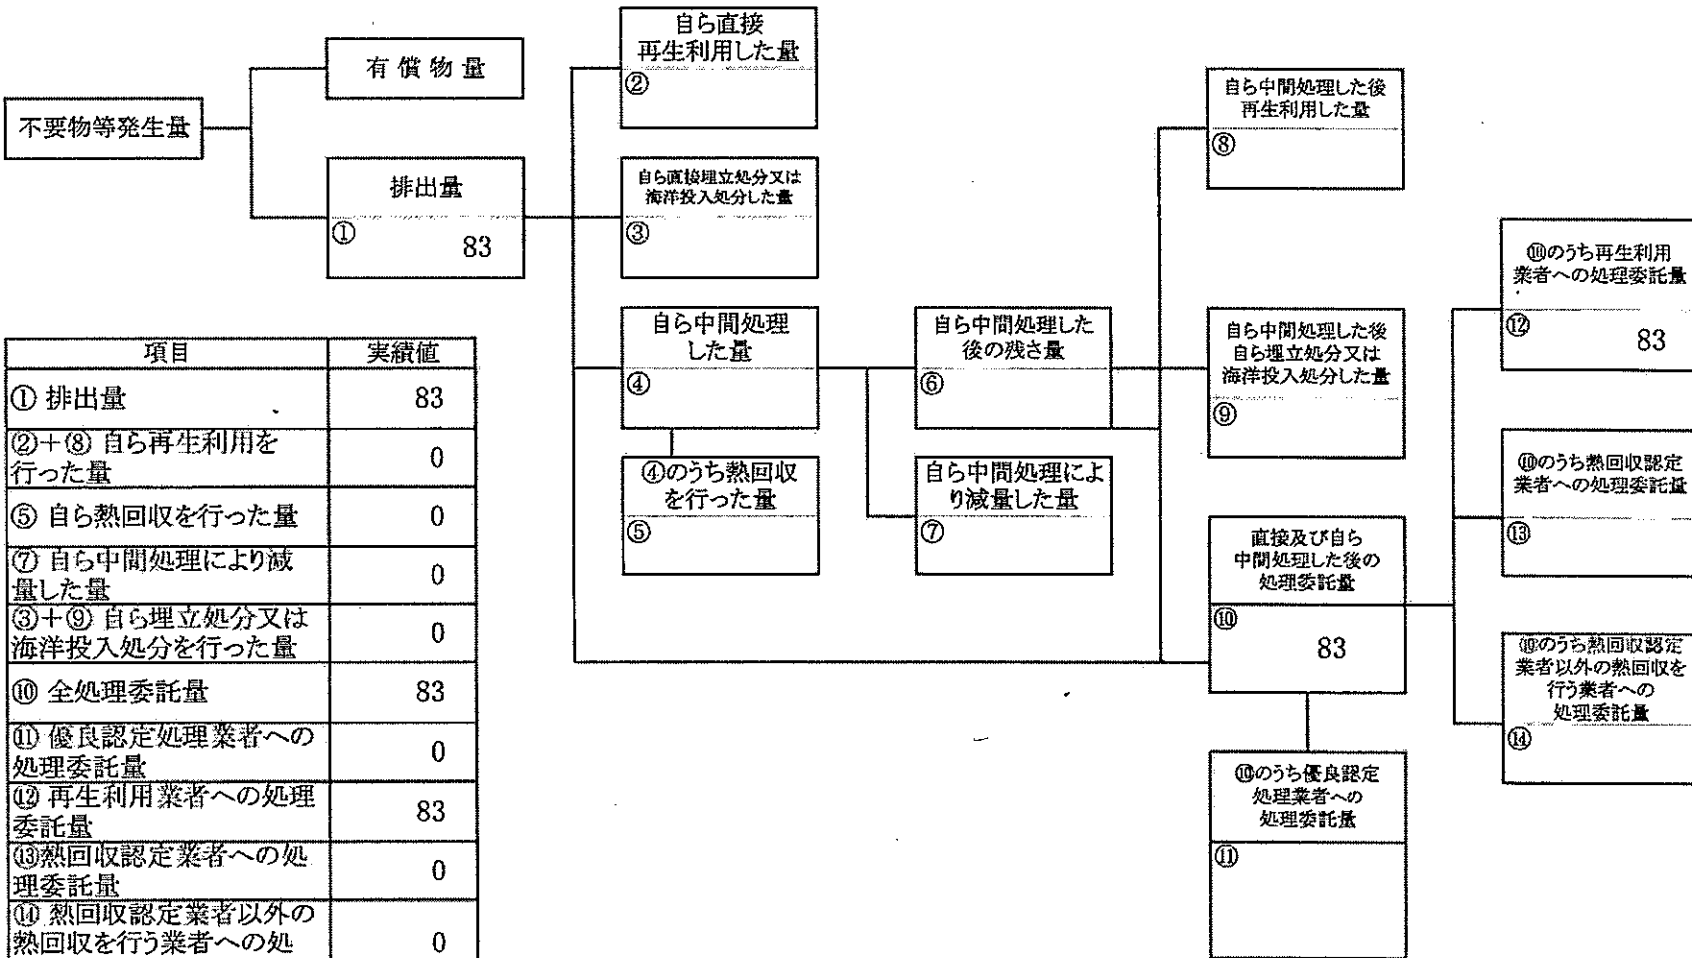 不要物等発生量
有償物量
排出量
①
83
自ら直接
再生利用した量
②
自ら直接埋立処分又は
海洋投入処分した量
③
自ら中間処理
した量
④
④のうち熱回収
を行った量
⑤
自ら中間処理した
後の残さ量
⑥
自ら中間処理によ
り減量した量
⑦
自ら中間処理した後
再生利用した量
⑧
自ら中間処理した後
自ら埋立処分又は
海洋投入処分した量
⑨
直接及び自ら
中間処理した後の
処理委託量
⑩
83
⑩のうち優良認定
処理業者への
処理委託量
⑪
⑩のうち再生利用
業者への処理委託量
⑫
83
⑩のうち熱回収認定
業者への処理委託量
⑬
⑩のうち熱回収認定
業者以外の熱回収を
行う業者への
処理委託量
⑭
項目 実績値
① 排出量 83
②+⑧ 自ら再生利用を
行った量 0
⑤ 自ら熱回収を行った量 0
⑦ 自ら中間処理により減
量した量 0
③+⑨ 自ら埋立処分又は
海洋投入処分を行った量 0
⑩ 全処理委託量 83
⑪ 優良認定処理業者への
処理委託量 0
⑫ 再生利用業者への処理
委託量 83
⑬熱回収認定業者への処
理委託量 0
⑭ 熱回収認定業者以外の
熱回収を行う業者への処 0